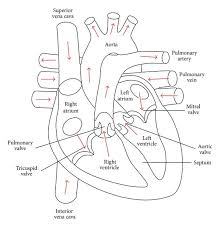 Superior
vena cava
Aorta
Pulmonary
artery
Pulmonary
vein
Left
atrium
Right
atrium
Mitral
valve
Pulmonary
valve
Left
ventricle
Aortic
valve
Septum
Tricuspid
valve
Right
ventricle
Interior
vena cava